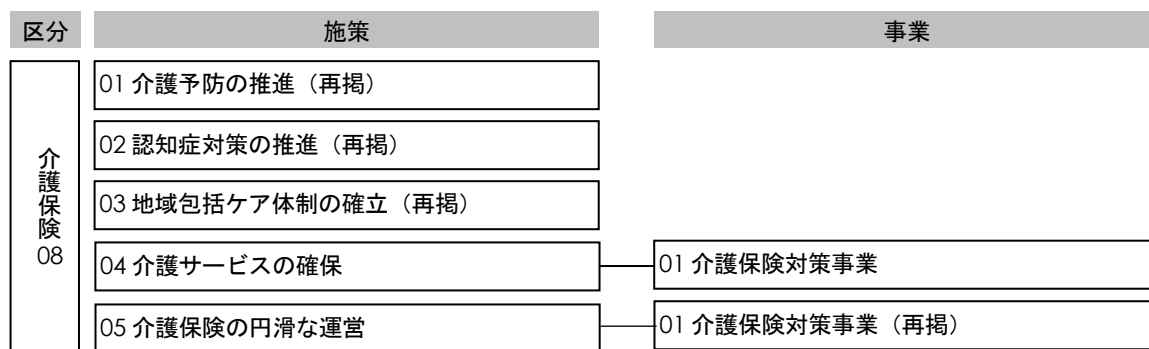 区分
施策
事業
介護保険
08
01 介護予防の推進（再掲）
02 認知症対策の推進（再掲）
03 地域包括ケア体制の確立（再掲）
04 介護サービスの確保
01 介護保険対策事業
05 介護保険の円滑な運営
01 介護保険対策事業（再掲）